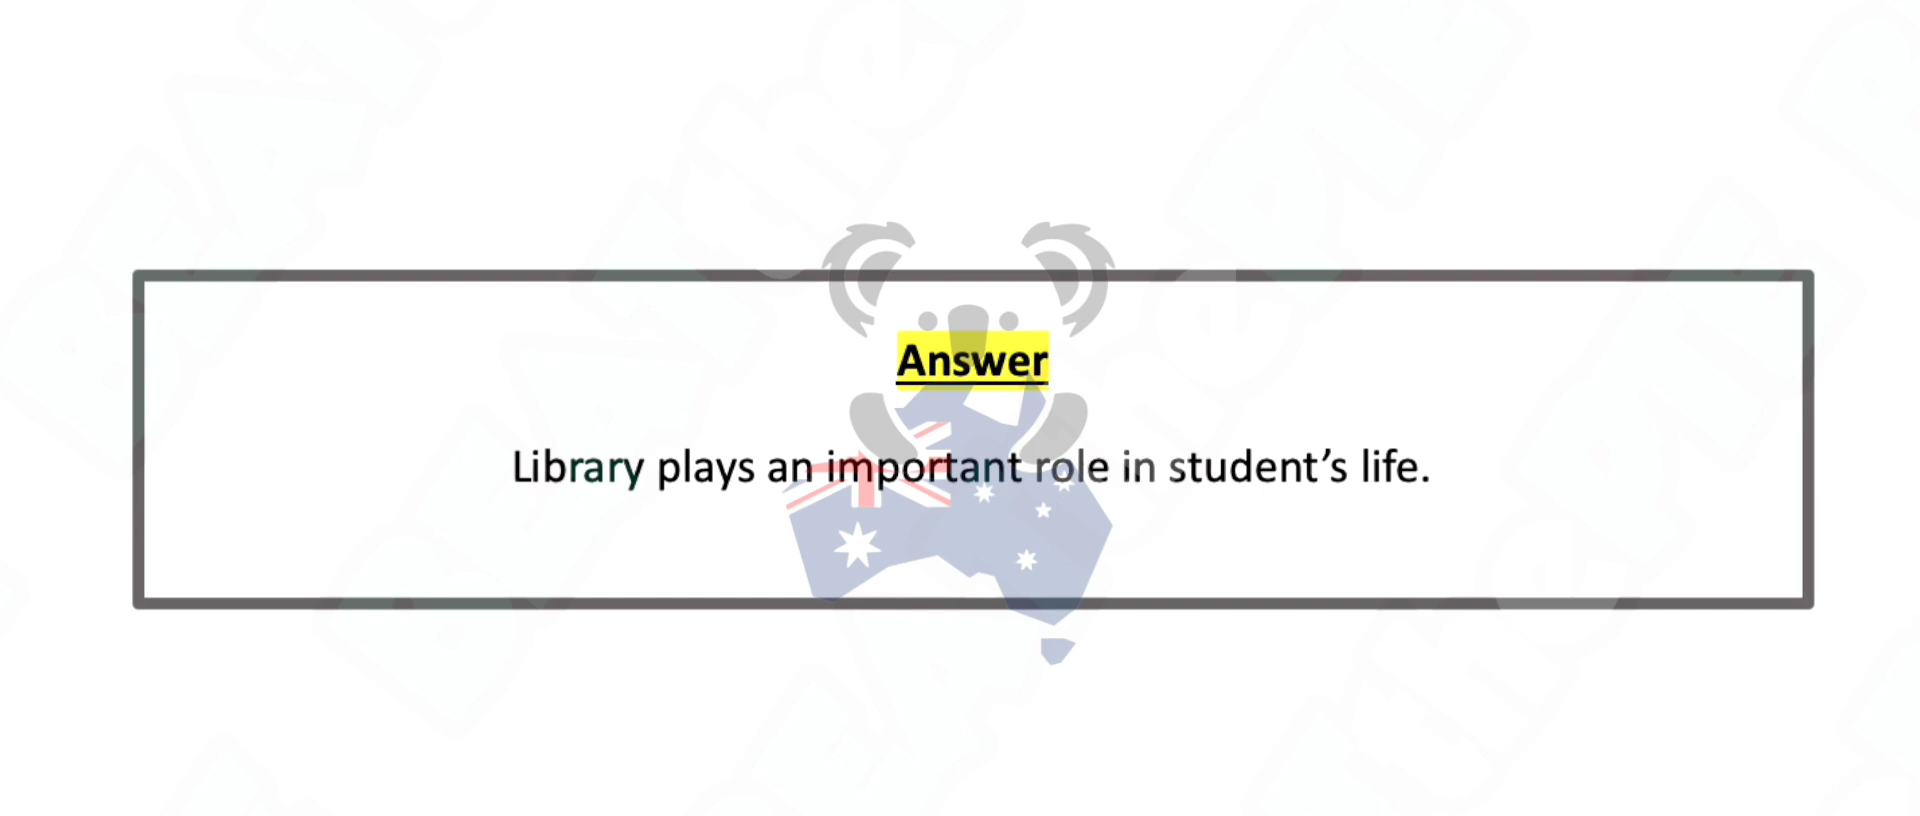 Answer
Library plays an important role in student’s life.